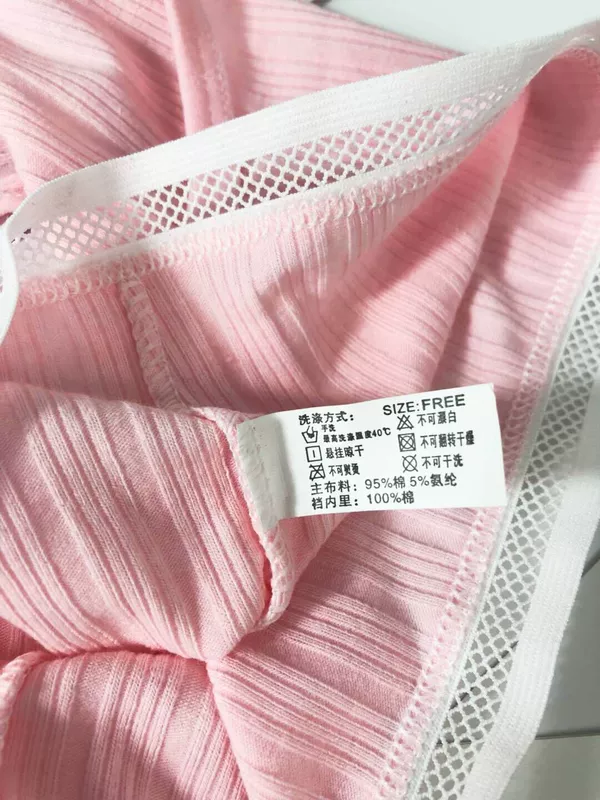 洗涤方式： SIZE:FREE
手洗
最高洗涤温度40℃
不可漂白
悬挂晾干
不可翻转干燥
不可熨烫
不可干洗
主布料：95%棉 5%氨纶
裆内里：100%棉